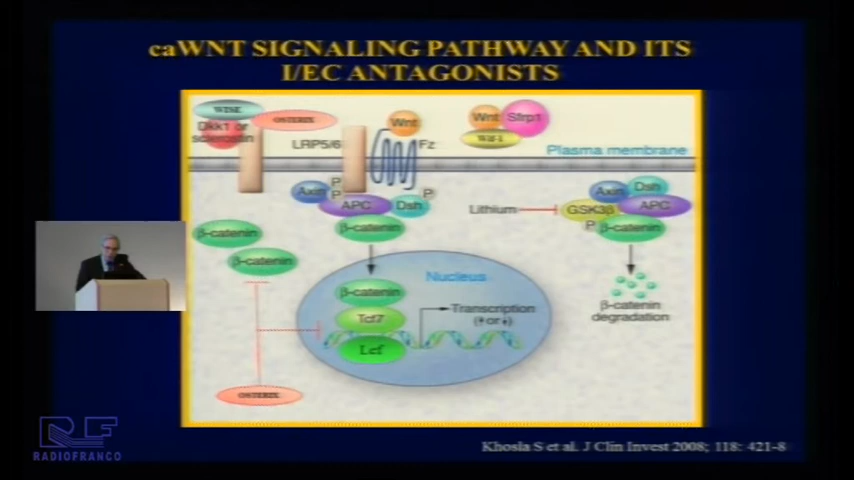 caWNT SIGNALING PATHWAY AND ITS
I/EC ANTAGONISTS
WISE
OSTERIX
Dkk1 or
sclerostin
LRP5/6
Wnt
Fz
Wnt
Sfrp1
Wif-1
Plasma membrane
Axin
P
P
APC
Dsh
P
β-catenin
β-catenin
β-catenin
Lithium
GSK3β
Axin
Dsh
APC
P
β-catenin
Nucleus
β-catenin
Tcf7
Lef
Transcription
(↑or↓)
β-catenin
degradation
OSTERIX
RF
RADIOFRANCO
Khosla S et al. J Clin Invest 2008; 118: 421-8